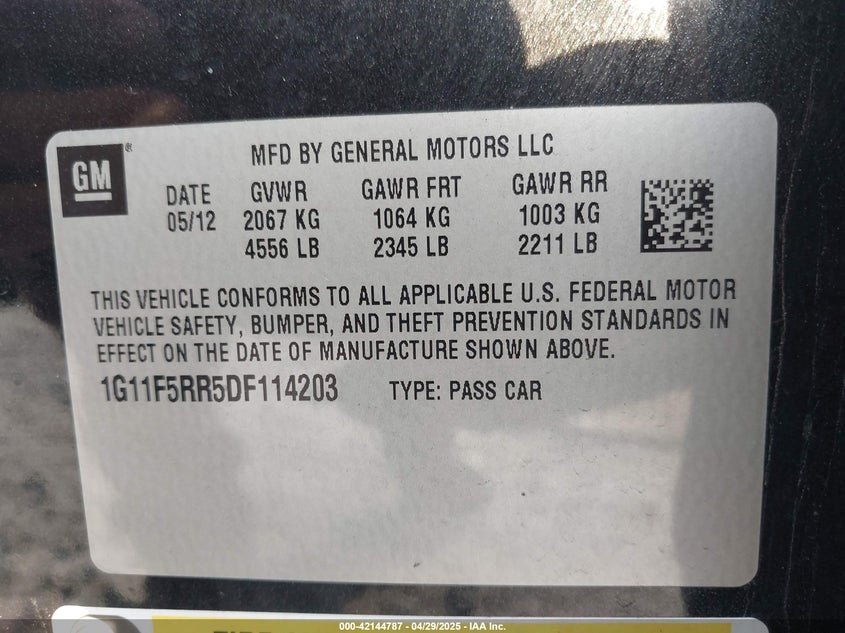 GM
®
MFD BY GENERAL MOTORS LLC
DATE GVWR GAWR FRT GAWR RR
05/12 2067 KG 1064 KG 1003 KG
4556 LB 2345 LB 2211 LB
THIS VEHICLE CONFORMS TO ALL APPLICABLE U.S. FEDERAL MOTOR
VEHICLE SAFETY, BUMPER, AND THEFT PREVENTION STANDARDS IN
EFFECT ON THE DATE OF MANUFACTURE SHOWN ABOVE.
1G11F5RR5DF114203 TYPE: PASS CAR
000-42144787 - 04/29/2025 - IAA Inc.